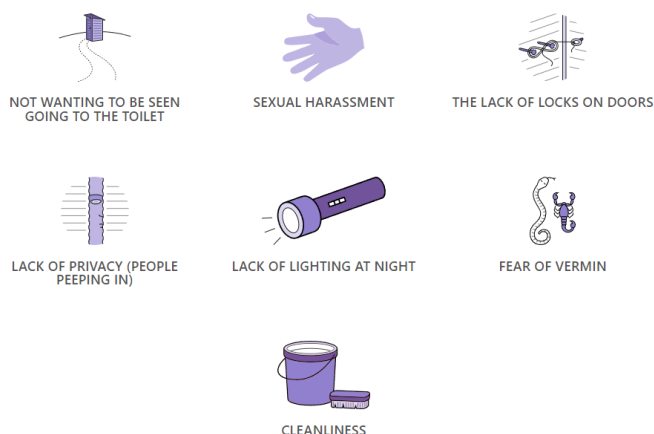 NOT WANTING TO BE SEEN
GOING TO THE TOILET
SEXUAL HARASSMENT
THE LACK OF LOCKS ON DOORS
LACK OF PRIVACY (PEOPLE
PEEPING IN)
LACK OF LIGHTING AT NIGHT
FEAR OF VERMIN
CLEANLINESS